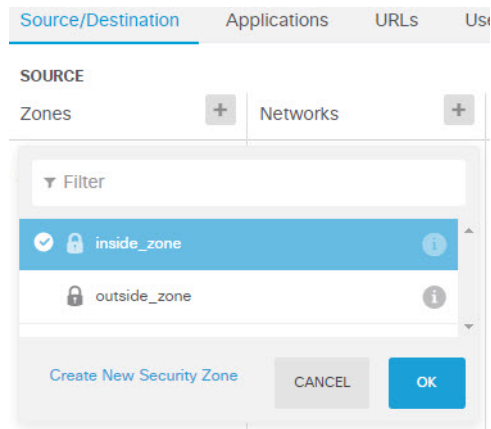 Source/Destination Applications URLs
SOURCE
Zones + Networks +
Filter
inside_zone i
outside_zone i
Create New Security Zone CANCEL OK